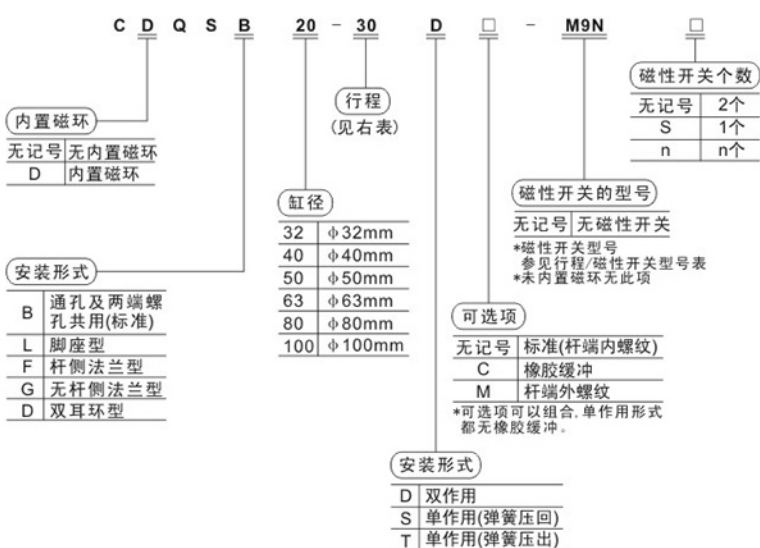 C D Q S B 20 - 30 D □ - M9N □
磁性开关个数
无记号 2个
S 1个
n n个
行程
(见右表)
内置磁环
无记号 无内置磁环
D 内置磁环
缸径
32 φ32mm
40 φ40mm
50 φ50mm
63 φ63mm
80 φ80mm
100 φ100mm
磁性开关的型号
无记号 无磁性开关
*磁性开关型号
参见行程/磁性开关型号表
*未内置磁环无此项
安装形式
B 通孔及两端螺
孔共用(标准)
L 脚座型
F 杆侧法兰型
G 无杆侧法兰型
D 双耳环型
可选项
无记号 标准(杆端内螺纹)
C 橡胶缓冲
M 杆端外螺纹
*可选项可以组合,单作用形式
都无橡胶缓冲。
安装形式
D 双作用
S 单作用(弹簧压回)
T 单作用(弹簧压出)